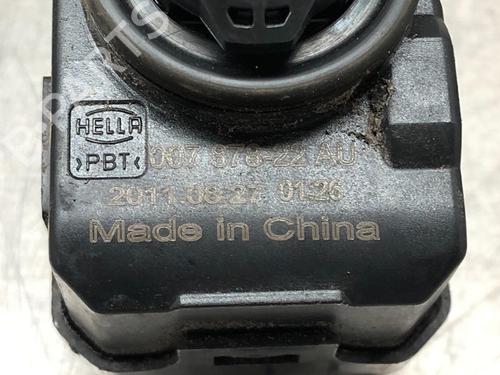 HELLA
>PBT<
007 878-22 AU
2011.08.27 01:26
Made in China